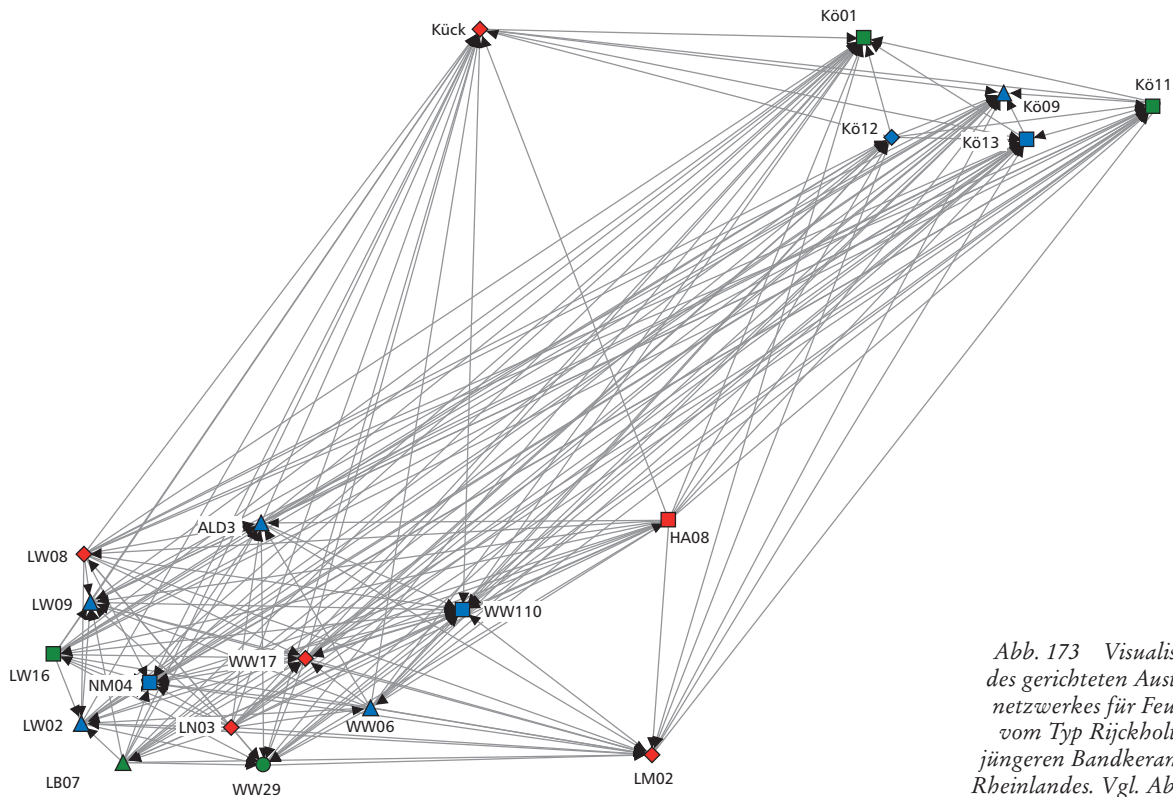 Kück
Kö01
Kö11
Kö09
Kö12
Kö13
ALD3
HA08
LW08
LW09
WW110
LW16
WW17
NM04
LW02
LN03
WW06
LB07
WW29
LM02
Abb. 173 Visualis
des gerichteten Aust
netzwerkes für Feu
vom Typ Rijckholt
jüngeren Bandkeran
Rheinlandes. Vgl. Ab